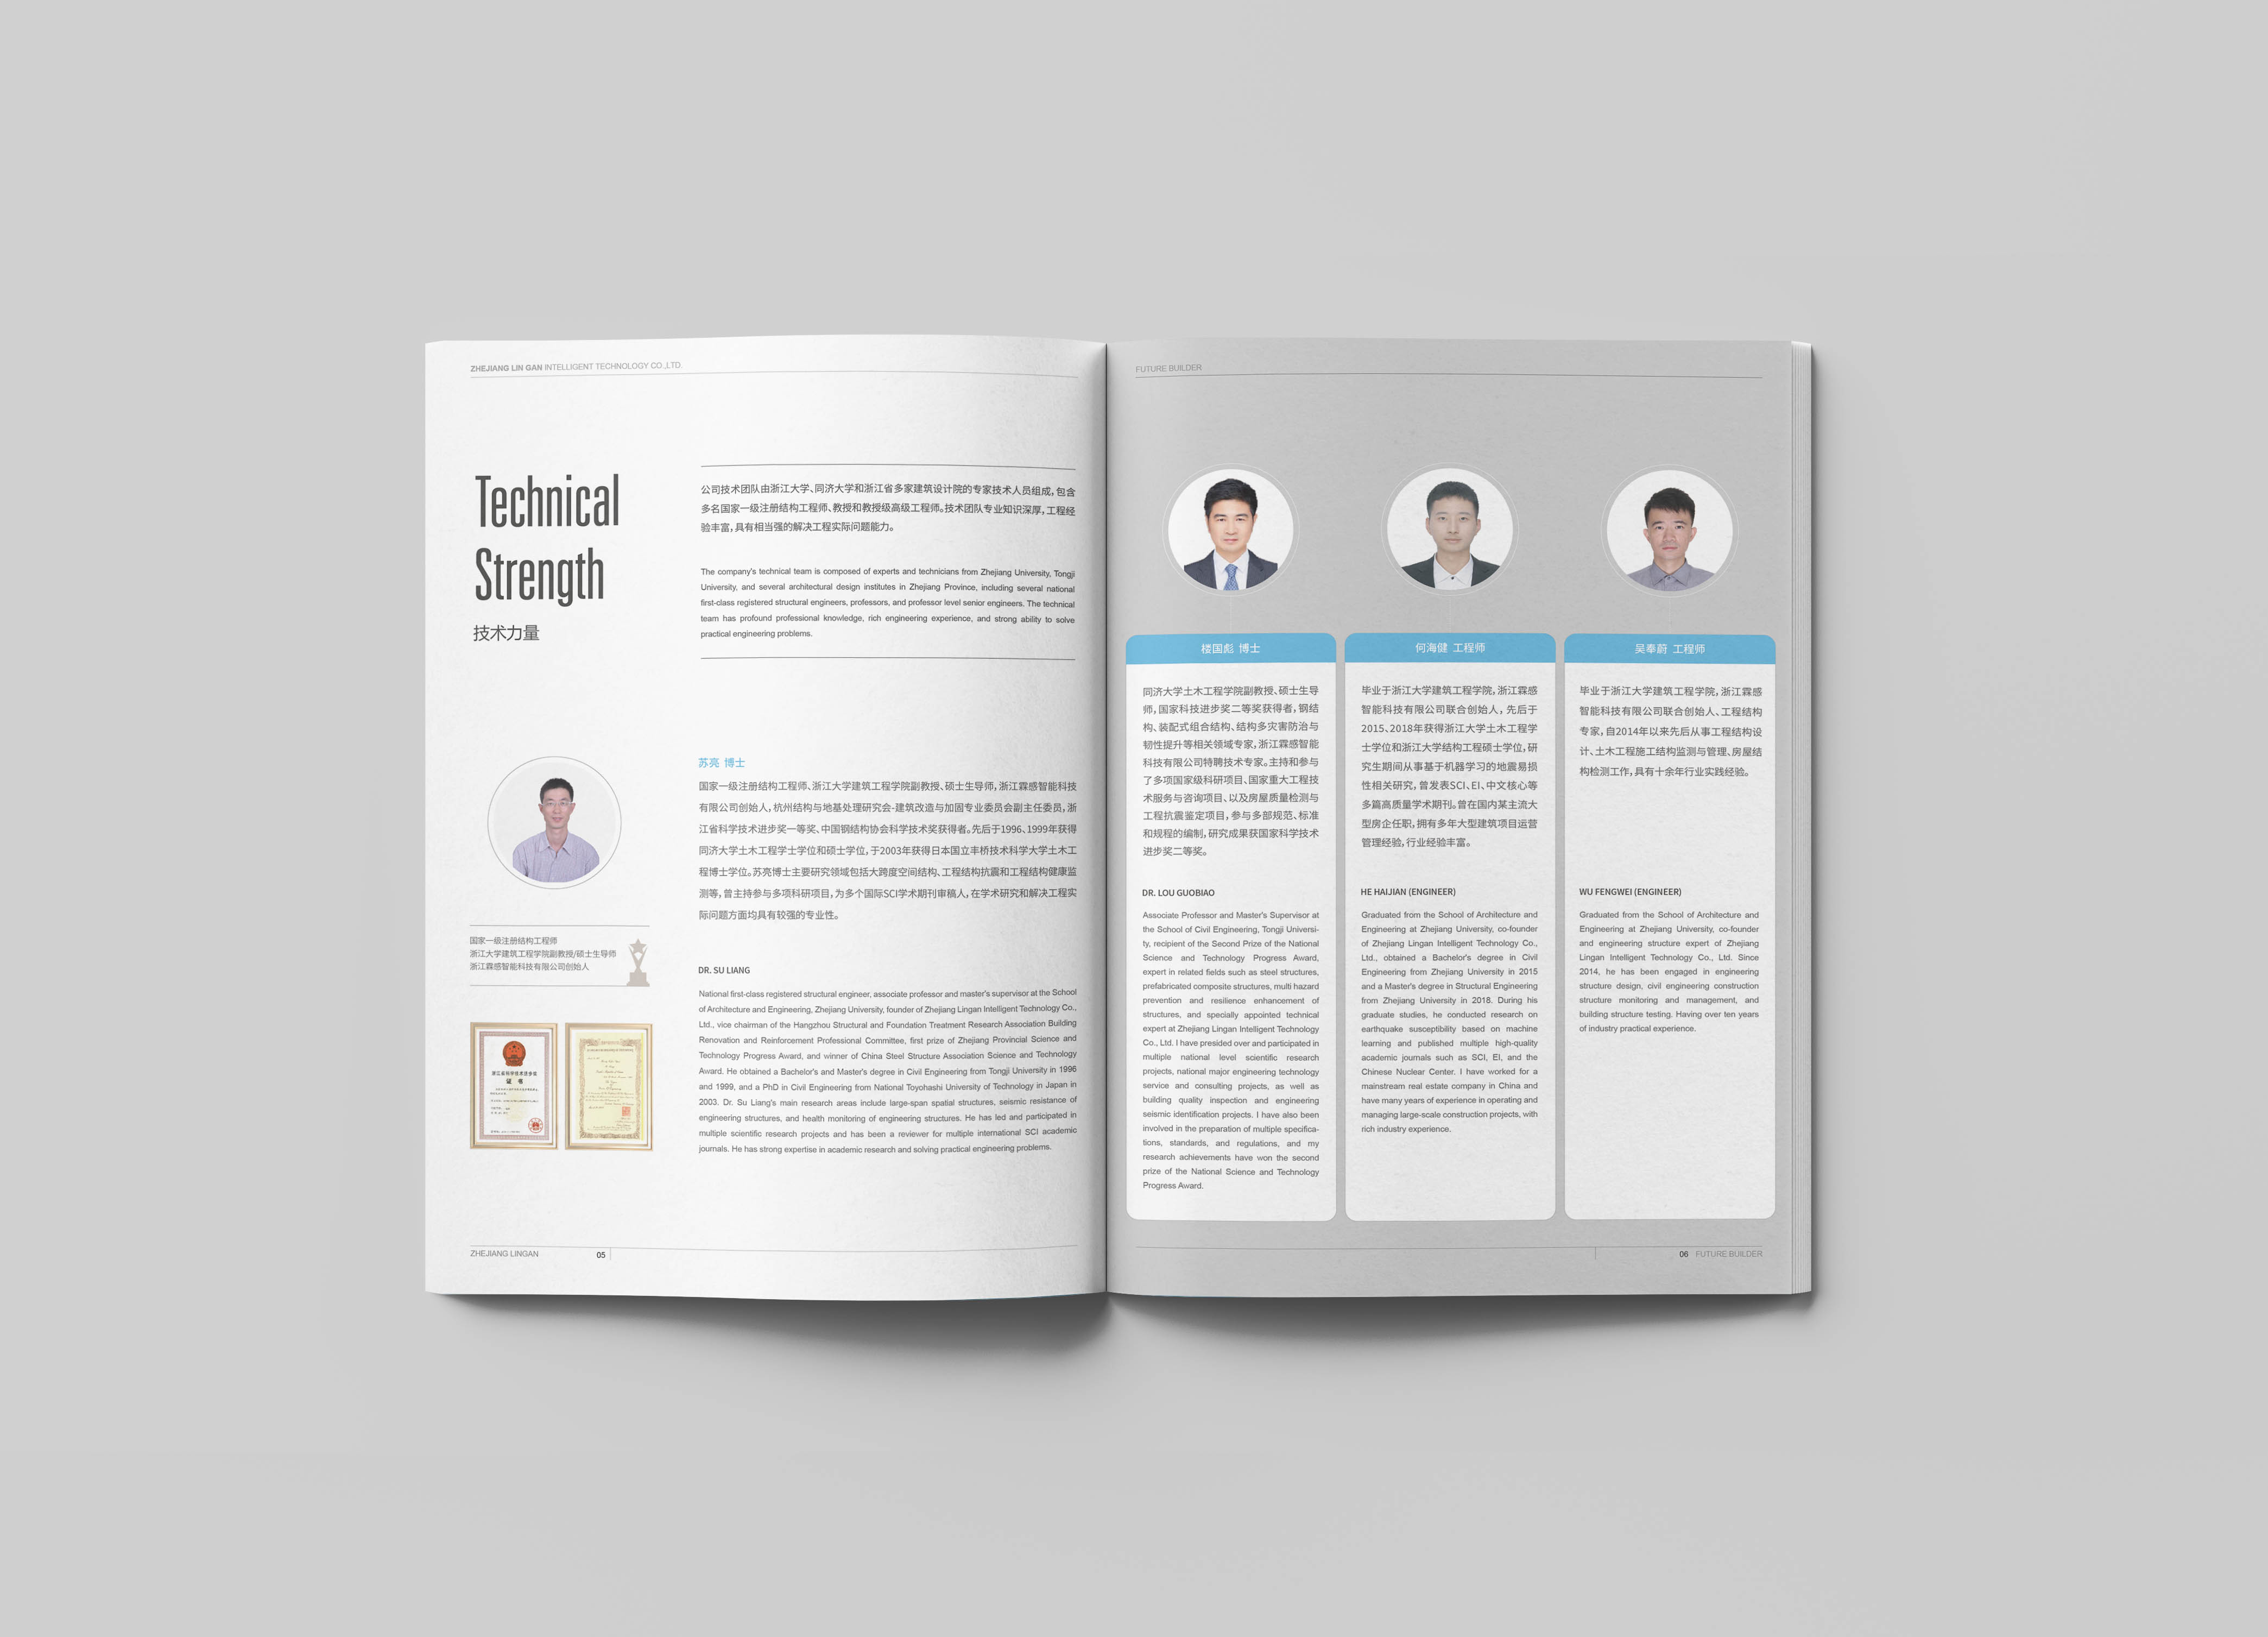 ZHEJIANG LIN GAN INTELLIGENT TECHNOLOGY CO.,LTD.
Technical
Strength
技术力量
公司技术团队由浙江大学、同济大学和浙江省多家建筑设计院的专家技术人员组成，包含
多名国家一级注册结构工程师、教授和教授级高级工程师。技术团队专业知识深厚，工程经
验丰富，具有相当强的解决工程实际问题能力。
The company's technical team is composed of experts and technicians from Zhejiang University, Tongji
University, and several architectural design institutes in Zhejiang Province, including several national
first-class registered structural engineers, professors, and professor level senior engineers. The technical
team has profound professional knowledge, rich engineering experience, and strong ability to solve
practical engineering problems.
国家一级注册结构工程师
浙江大学建筑工程学院副教授/硕士生导师
浙江霖感智能科技有限公司创始人
浙江省科学技术进步奖
证 书
苏亮 博士
国家一级注册结构工程师、浙江大学建筑工程学院副教授、硕士生导师，浙江霖感智能科技
有限公司创始人，杭州结构与地基处理研究会-建筑改造与加固专业委员会副主任委员，浙
江省科学技术进步奖一等奖、中国钢结构协会科学技术奖获得者。先后于1996、1999年获得
同济大学土木工程学士学位和硕士学位，于2003年获得日本国立丰桥技术科学大学土木工
程博士学位。苏亮博士主要研究领域包括大跨度空间结构、工程结构抗震和工程结构健康监
测等，曾主持参与多项科研项目，为多个国际SCI学术期刊审稿人，在学术研究和解决工程实
际问题方面均具有较强的专业性。
DR. SU LIANG
National first-class registered structural engineer, associate professor and master's supervisor at the School
of Architecture and Engineering, Zhejiang University, founder of Zhejiang Lingan Intelligent Technology Co.,
Ltd., vice chairman of the Hangzhou Structural and Foundation Treatment Research Association Building
Renovation and Reinforcement Professional Committee, first prize of Zhejiang Provincial Science and
Technology Progress Award, and winner of China Steel Structure Association Science and Technology
Award. He obtained a Bachelor's and Master's degree in Civil Engineering from Tongji University in 1996
and 1999, and a PhD in Civil Engineering from National Toyohashi University of Technology in Japan in
2003. Dr. Su Liang's main research areas include large-span spatial structures, seismic resistance of
engineering structures, and health monitoring of engineering structures. He has led and participated in
multiple scientific research projects and has been a reviewer for multiple international SCI academic
journals. He has strong expertise in academic research and solving practical engineering problems.
ZHEJIANG LINGAN 05
FUTURE BUILDER
楼国彪 博士
同济大学土木工程学院副教授、硕士生导
师，国家科技进步奖二等奖获得者，钢结
构、装配式组合结构、结构多灾害防治与
韧性提升等相关领域专家，浙江霖感智能
科技有限公司特聘技术专家。主持和参与
了多项国家级科研项目、国家重大工程技
术服务与咨询项目、以及房屋质量检测与
工程抗震鉴定项目，参与多部规范、标准
和规程的编制，研究成果获国家科学技术
进步奖二等奖。
DR. LOU GUOBIAO
Associate Professor and Master's Supervisor at
the School of Civil Engineering, Tongji Universi-
ty, recipient of the Second Prize of the National
Science and Technology Progress Award,
expert in related fields such as steel structures,
prefabricated composite structures, multi hazard
prevention and resilience enhancement of
structures, and specially appointed technical
expert at Zhejiang Lingan Intelligent Technology
Co., Ltd. I have presided over and participated in
multiple national level scientific research
projects, national major engineering technology
service and consulting projects, as well as
building quality inspection and engineering
seismic identification projects. I have also been
involved in the preparation of multiple specifica-
tions, standards, and regulations, and my
research achievements have won the second
prize of the National Science and Technology
Progress Award.
何海健 工程师
毕业于浙江大学建筑工程学院，浙江霖感
智能科技有限公司联合创始人，先后于
2015、2018年获得浙江大学土木工程学
士学位和浙江大学结构工程硕士学位，研
究生期间从事基于机器学习的地震易损
性相关研究，曾发表SCI、EI、中文核心等
多篇高质量学术期刊。曾在国内某主流大
型房企任职，拥有多年大型建筑项目运营
管理经验，行业经验丰富。
HE HAIJIAN (ENGINEER)
Graduated from the School of Architecture and
Engineering at Zhejiang University, co-founder
of Zhejiang Lingan Intelligent Technology Co.,
Ltd., obtained a Bachelor's degree in Civil
Engineering from Zhejiang University in 2015
and a Master's degree in Structural Engineering
from Zhejiang University in 2018. During his
graduate studies, he conducted research on
earthquake susceptibility based on machine
learning and published multiple high-quality
academic journals such as SCI, EI, and the
Chinese Nuclear Center. I have worked for a
mainstream real estate company in China and
have many years of experience in operating and
managing large-scale construction projects, with
rich industry experience.
吴奉蔚 工程师
毕业于浙江大学建筑工程学院，浙江霖感
智能科技有限公司联合创始人、工程结构
专家，自2014年以来先后从事工程结构设
计、土木工程施工结构监测与管理、房屋结
构检测工作，具有十余年行业实践经验。
WU FENGWEI (ENGINEER)
Graduated from the School of Architecture and
Engineering at Zhejiang University, co-founder
and engineering structure expert of Zhejiang
Lingan Intelligent Technology Co., Ltd. Since
2014, he has been engaged in engineering
structure design, civil engineering construction
structure monitoring and management, and
building structure testing. Having over ten years
of industry practical experience.
06 FUTURE BUILDER